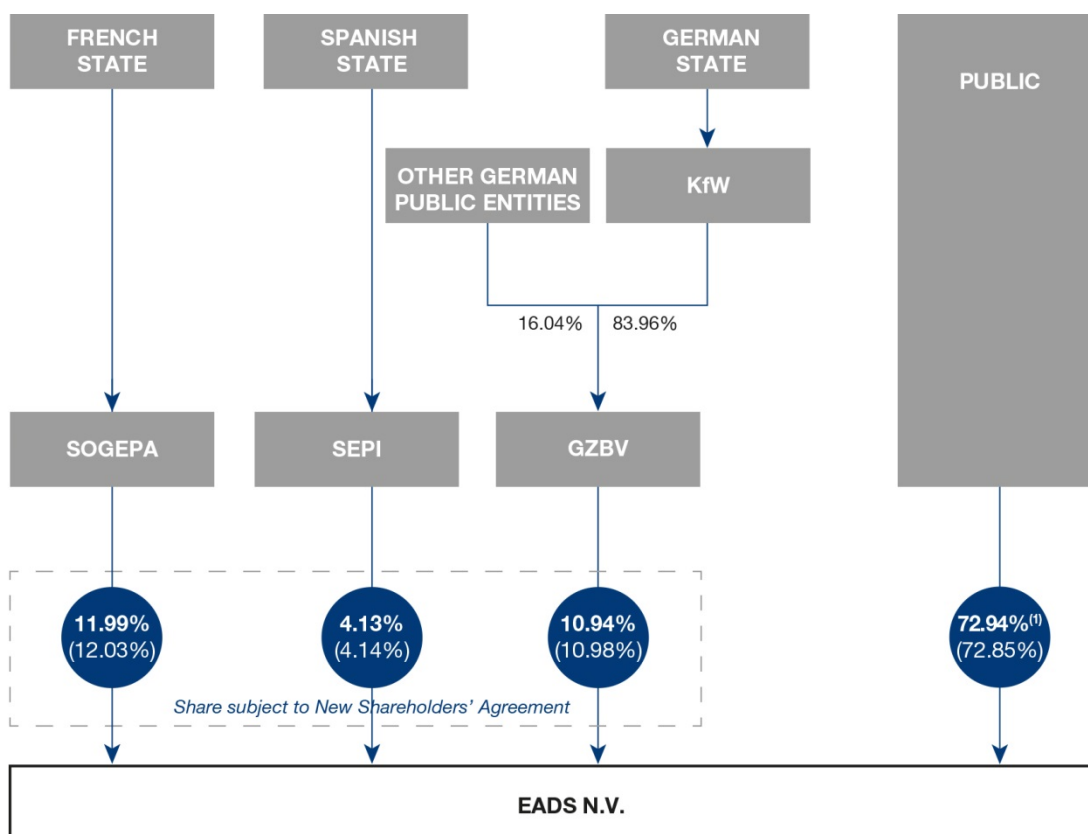 FRENCH
STATE
SPANISH
STATE
GERMAN
STATE
PUBLIC
OTHER GERMAN
PUBLIC ENTITIES
KfW
16.04%
83.96%
SOGEPA
SEPI
GZBV
11.99%
(12.03%)
4.13%
(4.14%)
10.94%
(10.98%)
72.94%(1)
(72.85%)
Share subject to New Shareholders' Agreement
EADS N.V.